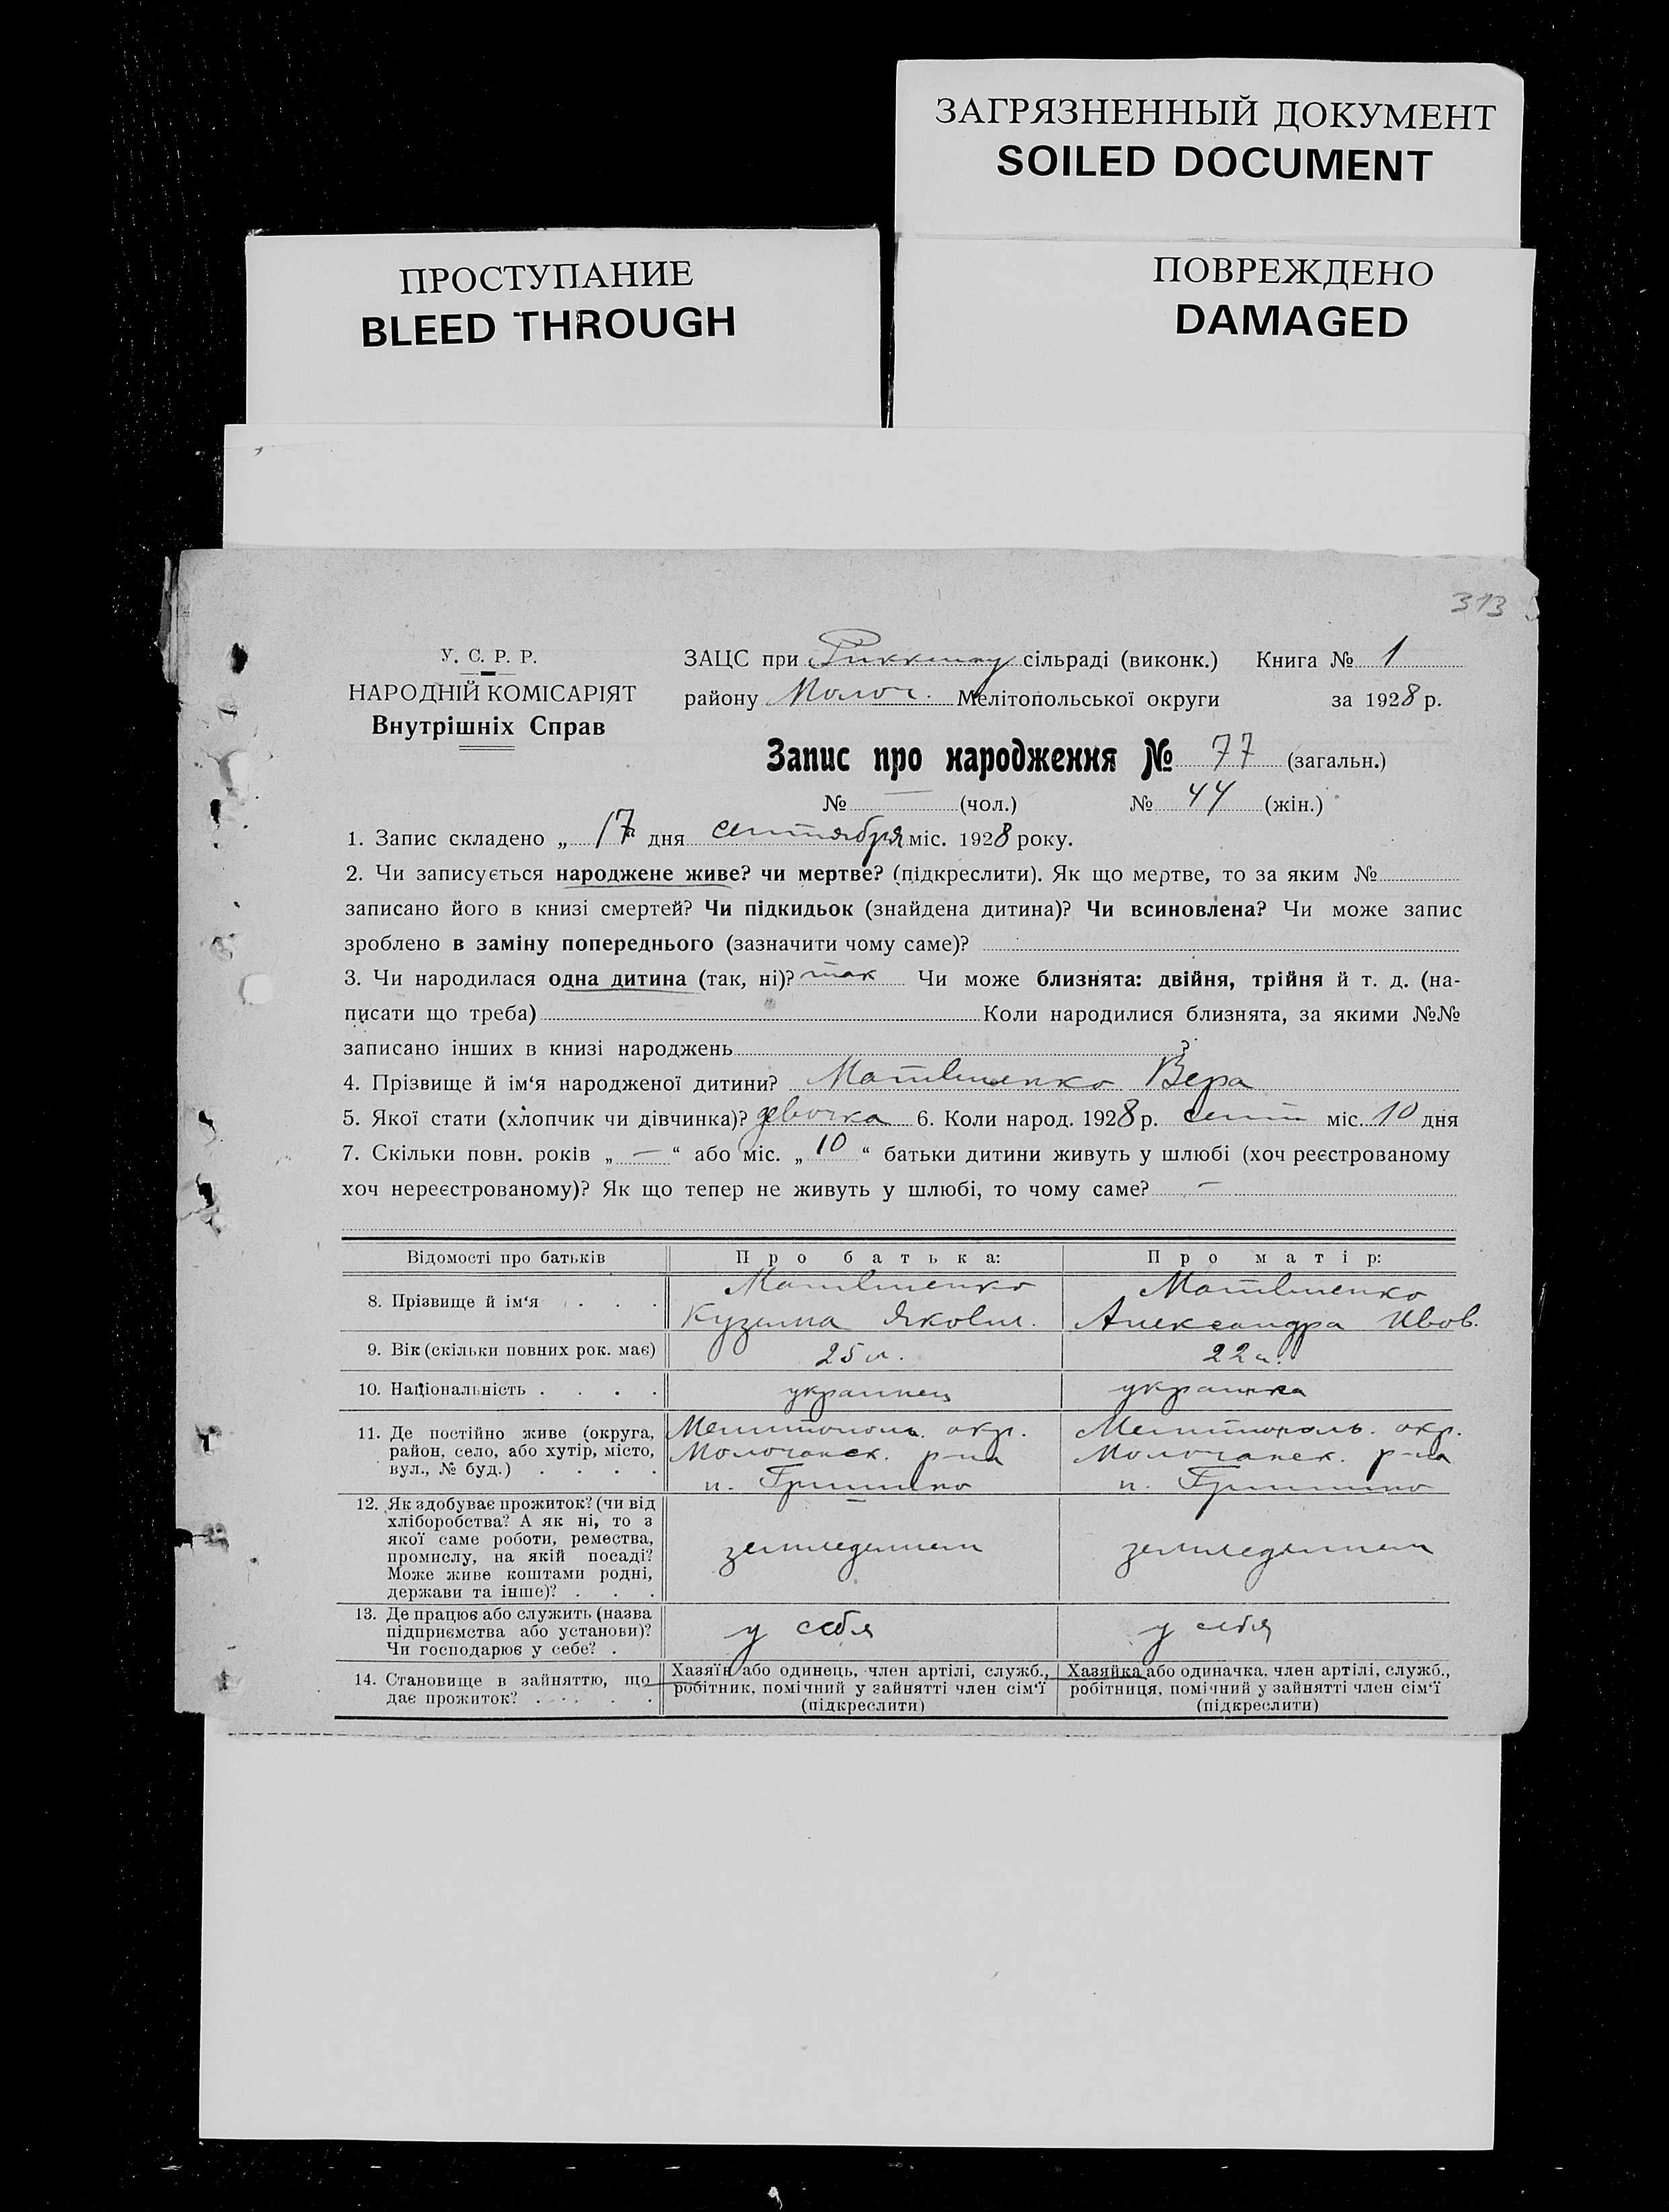 ЗАГРЯЗНЕННЫЙ ДОКУМЕНТ
SOILED DOCUMENT
ПРОСТУПАНИЕ
BLEED THROUGH
ПОВРЕЖДЕНО
DAMAGED
313
У. С. Р. Р.
НАРОДНІЙ КОМІСАРІЯТ
Внутрішніх Справ
ЗАЦС при Риккенау сільраді (виконк.) Книга № 1
району Молоч. Мелітопольської округи за 1928 р.
Запис про народження № 77 (загальн.)
№ — (чол.) № 44 (жін.)
1. Запис складено „ 17 “ дня сентября міс. 1928 року.
2. Чи записується народжене живе? чи мертве? (підкреслити). Як що мертве, то за яким №
записано його в книзі смертей? Чи підкидьок (знайдена дитина)? Чи всиновлена? Чи може запис
зроблено в заміну попереднього (зазначити чому саме)?
3. Чи народилася одна дитина (так, ні)? так Чи може близнята: двійня, трійня й т. д. (на-
писати що треба) Коли народилися близнята, за якими №№
записано інших в книзі народжень ?
4. Прізвище й ім‘я народженої дитини? Матвиенко Вера
5. Якої стати (хлопчик чи дівчинка)? девочка 6. Коли народ. 1928 р. сент міс. 10 дня
7. Скільки повн. років „ — “ або міс. „ 10 “ батьки дитини живуть у шлюбі (хоч реєстрованому
хоч нереєстрованому)? Як що тепер не живуть у шлюбі, то чому саме? —
Відомості про батьків Про батька: Про матір:
8. Прізвище й ім‘я . . . Матвиенко Кузьма Яковл. Матвиенко Александра
9. Вік (скільки повних рок. має) 25 л. 22 л.
10. Національність . . . . украинец украинка
11. Де постійно живе (округа,
район, село, або хутір, місто,
вул., № буд.) . . . .
Мелитополь. окр.
Молочанск. р-на
Мелитополь. окр.
Молочанск. р-на
12. Як здобуває прожиток? (чи від
хліборобства? А як ні, то з
якої саме роботи, ремества,
промислу, на якій посаді?
Може живе коштами родні,
держави та інше)? . . .
земледелием земледелием
13. Де працює або служить (назва
підприємства або установи)?
Чи господарює у себе? .
у себя у себя
14. Становище в зайняттю, що
дає прожиток? . . . . .
Хазяїн або одинець, член артілі, служб.,
робітник, помічний у зайнятті член сім‘ї
(підкреслити)
Хазяйка або одиначка, член артілі, служб.,
робітниця, помічний у зайнятті член сім‘ї
(підкреслити)